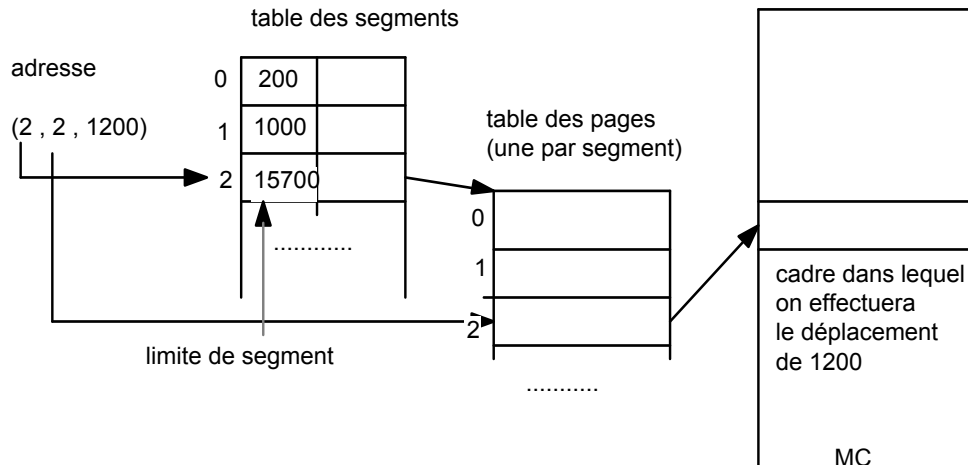 table des segments
adresse
(2 , 2 , 1200)
0 200
1 1000
2 15700
............
limite de segment
table des pages
(une par segment)
0
1
2
...........
cadre dans lequel
on effectuera
le déplacement
de 1200
MC